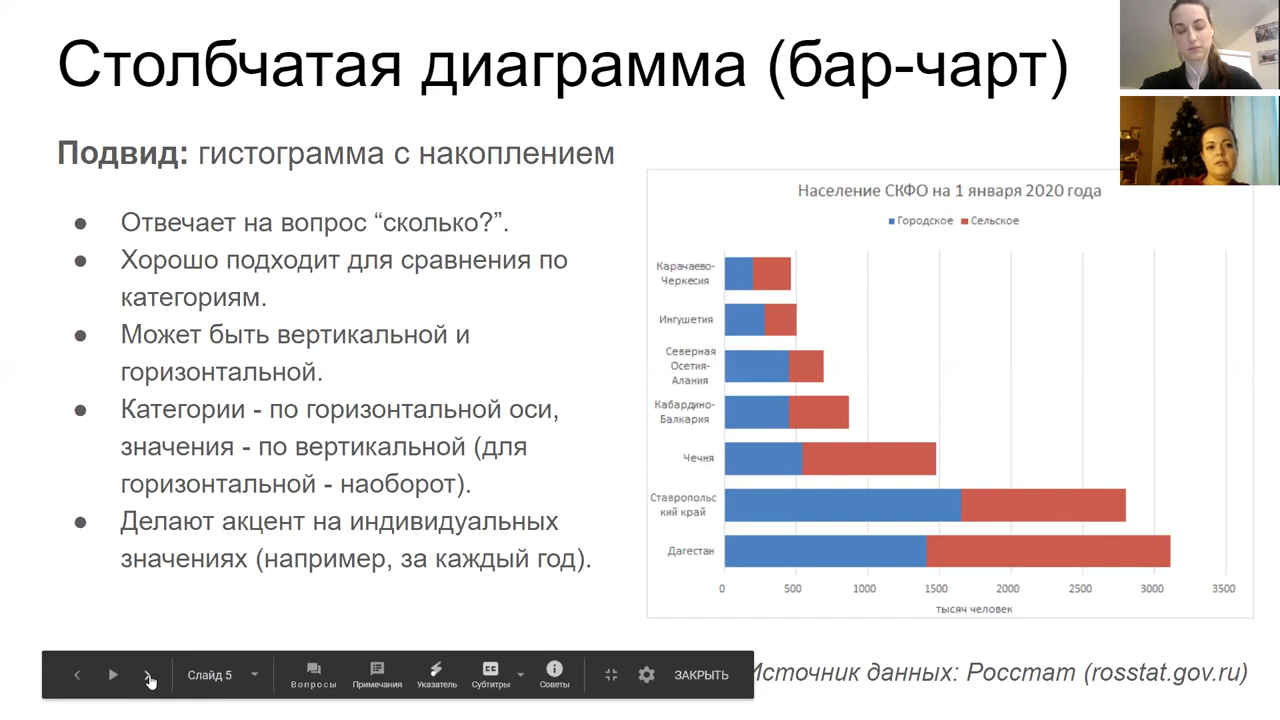 Столбчатая диаграмма (бар-чарт)
Подвид: гистограмма с накоплением
● Отвечает на вопрос “сколько?”.
● Хорошо подходит для сравнения по
категориям.
● Может быть вертикальной и
горизонтальной.
● Категории - по горизонтальной оси,
значения - по вертикальной (для
горизонтальной - наоборот).
● Делают акцент на индивидуальных
значениях (например, за каждый год).
Население СКФО на 1 января 2020 года
Городское Сельское
Карачаево-
Черкесия
Ингушетия
Северная
Осетия-
Алания
Кабардино-
Балкария
Чечня
Ставропольс
кий край
Дагестан
0 500 1000 1500 2000 2500 3000 3500
тысяч человек
Источник данных: Росстат (rosstat.gov.ru)
Слайд 5
Вопросы Примечания Указатель Субтитры Советы ЗАКРЫТЬ